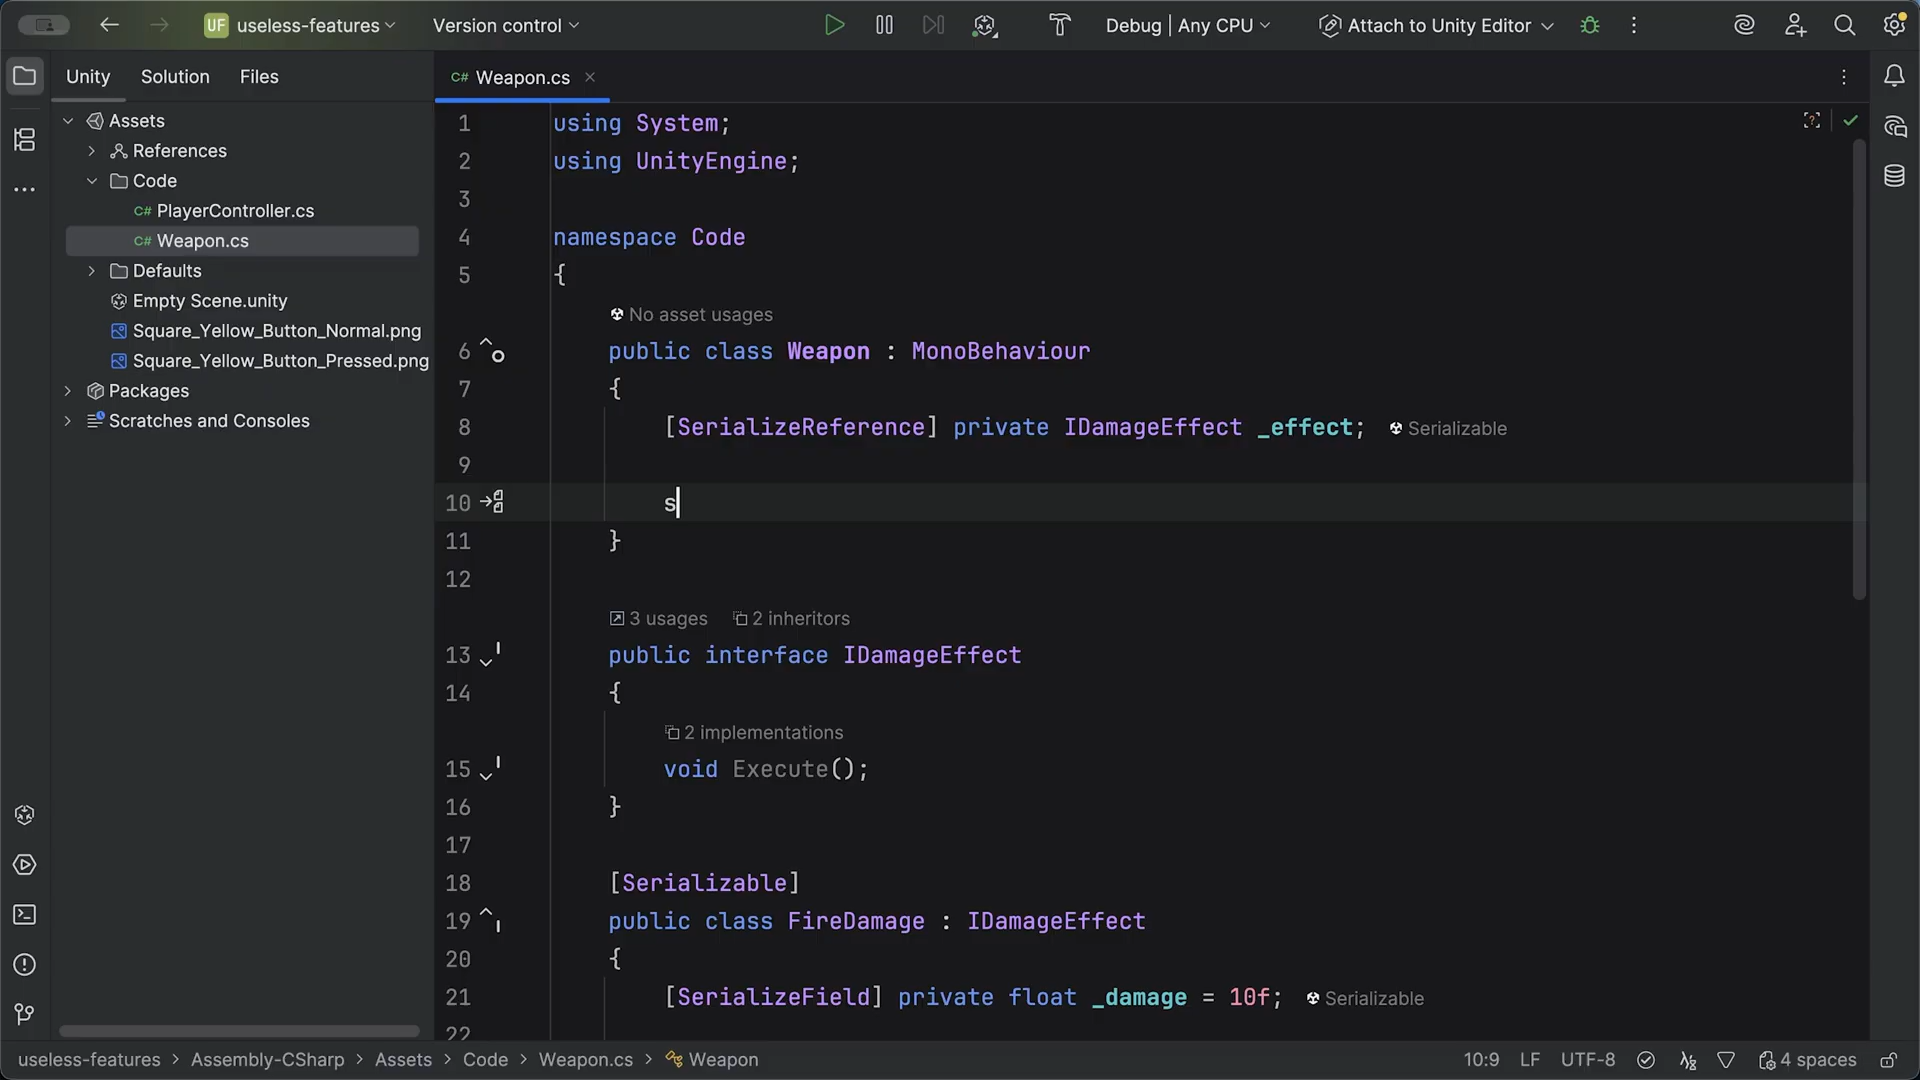 UF useless-features Version control Debug | Any CPU Attach to Unity Editor
Unity Solution Files
C# Weapon.cs
Assets
References
Code
C# PlayerController.cs
C# Weapon.cs
Defaults
Empty Scene.unity
Square_Yellow_Button_Normal.png
Square_Yellow_Button_Pressed.png
Packages
Scratches and Consoles
1 using System;
2 using UnityEngine;
3
4 namespace Code
5 {
No asset usages
6 public class Weapon : MonoBehaviour
7 {
8 [SerializeReference] private IDamageEffect _effect; Serializable
9
10 s
11 }
12
3 usages 2 inheritors
13 public interface IDamageEffect
14 {
2 implementations
15 void Execute();
16 }
17
18 [Serializable]
19 public class FireDamage : IDamageEffect
20 {
21 [SerializeField] private float _damage = 10f; Serializable
22
useless-features > Assembly-CSharp > Assets > Code > Weapon.cs > Weapon
10:9 LF UTF-8 4 spaces